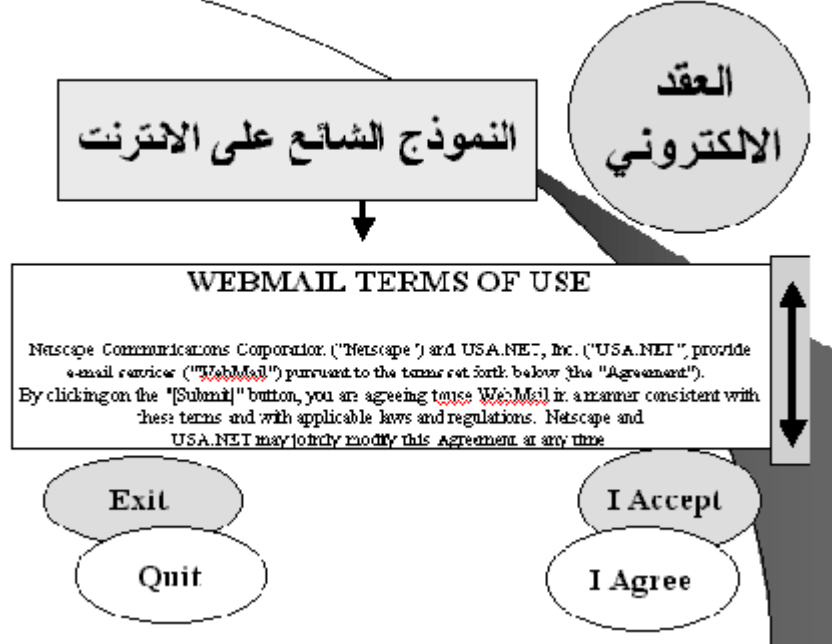 العقد
الالكتروني
النموذج الشائع على الانترنت
WEBMAIL TERMS OF USE
Netscape Communications Corporation ("Netscape") and USA.NET, Inc. ("USA.NET") provide
e-mail services ("WebMail") pursuant to the terms set forth below (the "Agreement").
By clicking on the "[Submit]" button, you are agreeing touse WebMail in a manner consistent with
these terms and with applicable laws and regulations. Netscape and
USA.NET may jointly modify this Agreement at any time
Exit
I Accept
Quit
I Agree